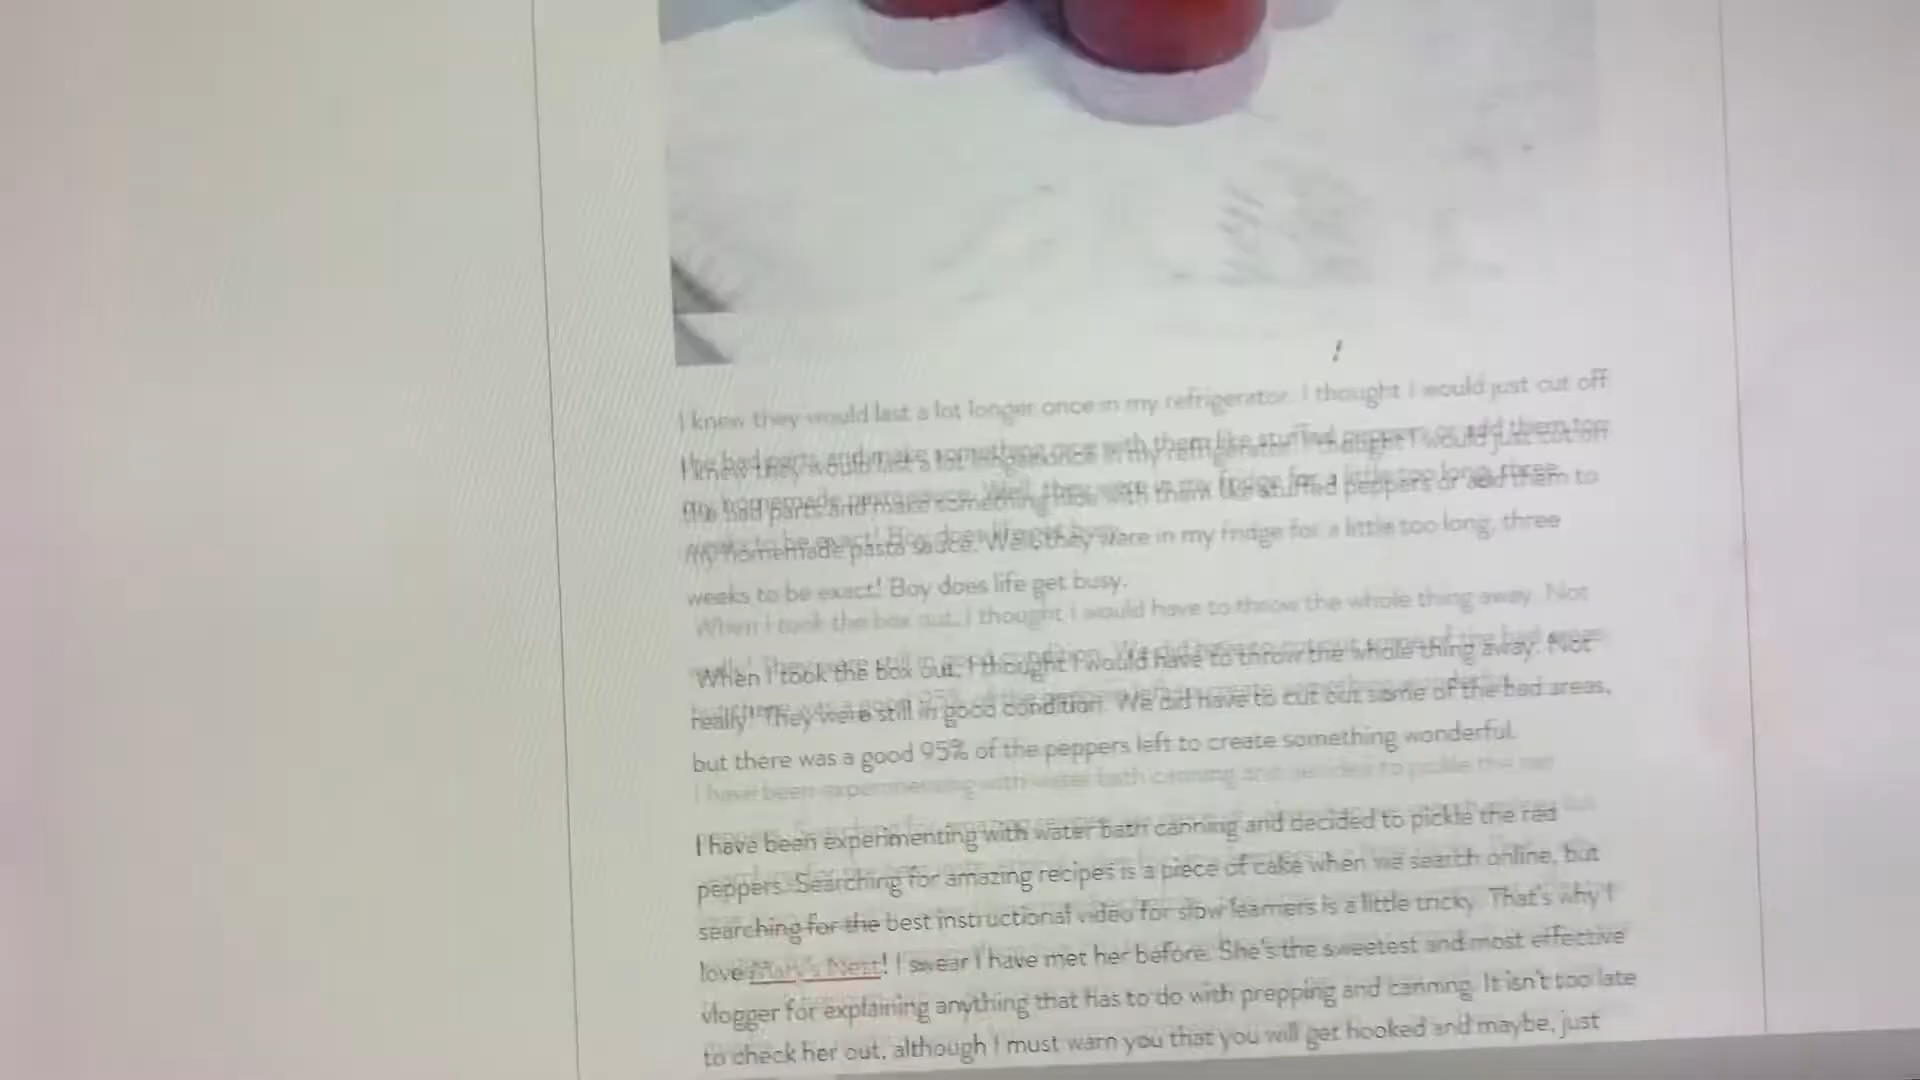 I knew they would last a lot longer once in my refrigerator. I thought I would just cut off
the bad parts and make something nice with them like stuffed peppers or add them to
my homemade pasta sauce. Well, they were in my fridge for a little too long, three
weeks to be exact! Boy does life get busy.
When I took the box out, I thought I would have to throw the whole thing away. Not
really! They were still in good condition. We did have to cut out some of the bad areas,
but there was a good 95% of the peppers left to create something wonderful.
I have been experimenting with water bath canning and decided to pickle the red
peppers. Searching for amazing recipes is a piece of cake when we search online, but
searching for the best instructional video for slow learners is a little tricky. That's why I
love Mary's Nest! I swear I have met her before. She's the sweetest and most effective
vlogger for explaining anything that has to do with prepping and canning. It isn't too late
to check her out, although I must warn you that you will get hooked and maybe, just